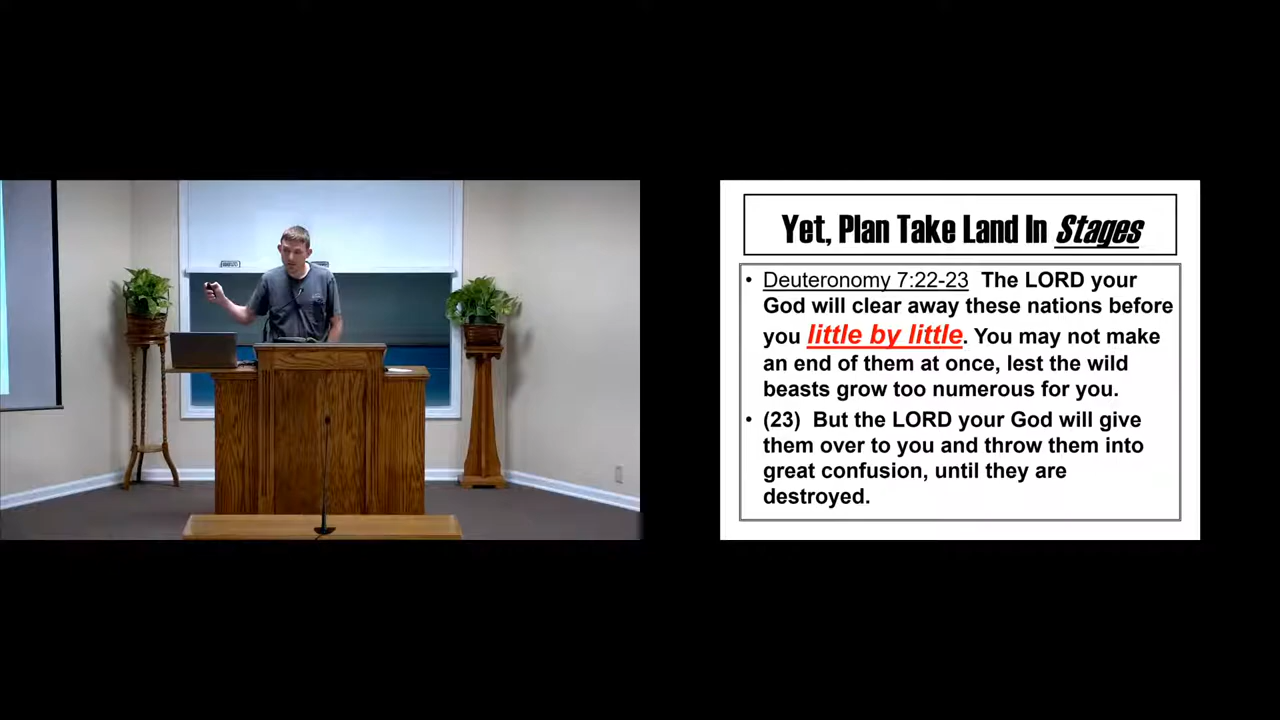 Yet, Plan Take Land In Stages
• Deuteronomy 7:22-23 The LORD your
God will clear away these nations before
you little by little. You may not make
an end of them at once, lest the wild
beasts grow too numerous for you.
• (23) But the LORD your God will give
them over to you and throw them into
great confusion, until they are
destroyed.